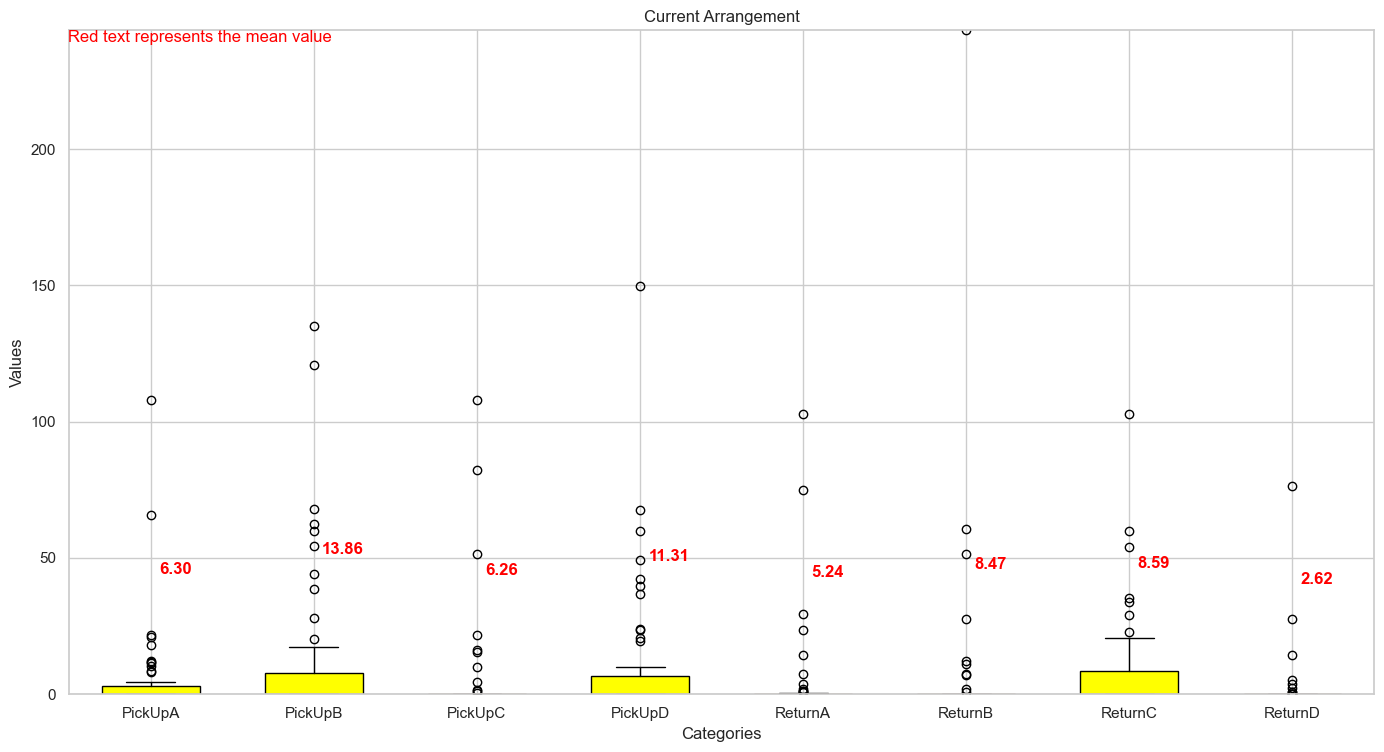 Current Arrangement
Red text represents the mean value
200
150
100
50
0
Values
13.86
11.31
6.30
6.26
5.24
8.47
8.59
2.62
PickUpA PickUpB PickUpC PickUpD ReturnA ReturnB ReturnC ReturnD
Categories